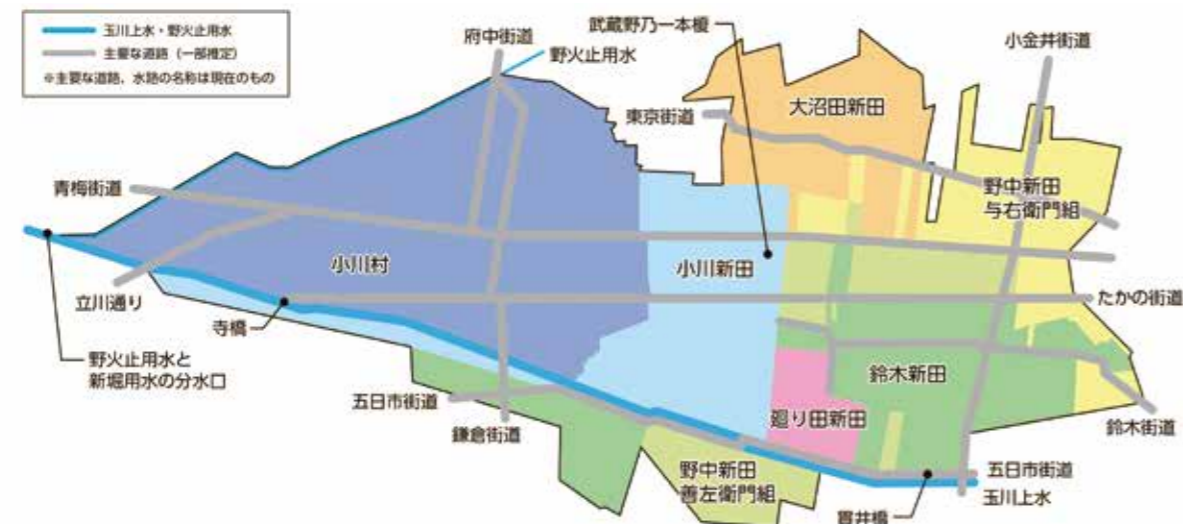 玉川上水・野火止用水
主要な道路(一部推定)
※主要な道路、水路の名称は現在のもの
府中街道
野火止用水
武蔵野乃一本榎
小金井街道
東京街道
大沼田新田
青梅街道
野中新田
与右衛門組
小川村
小川新田
立川通り
寺橋
たかの街道
野火止用水と
新堀用水の分水口
五日市街道
鎌倉街道
鈴木新田
廻り田新田
鈴木街道
野中新田
善左衛門組
五日市街道
玉川上水
貫井橋